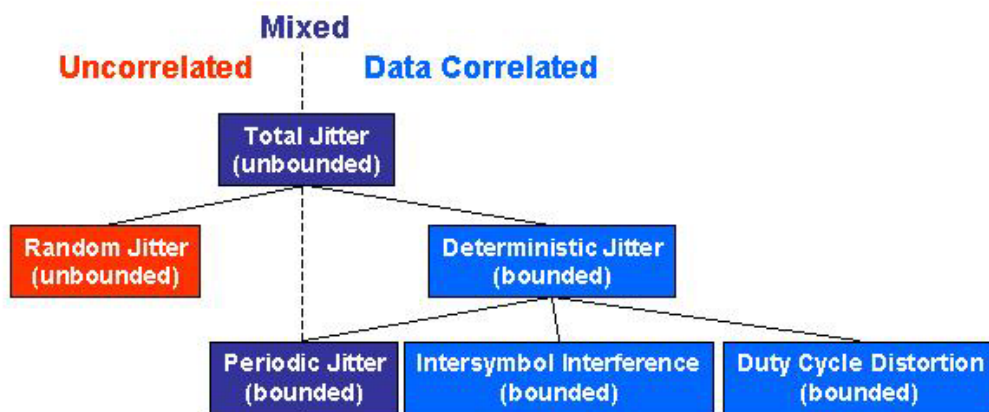 Mixed
Uncorrelated
Data Correlated
Total Jitter
(unbounded)
Random Jitter
(unbounded)
Deterministic Jitter
(bounded)
Periodic Jitter
(bounded)
Intersymbol Interference
(bounded)
Duty Cycle Distortion
(bounded)